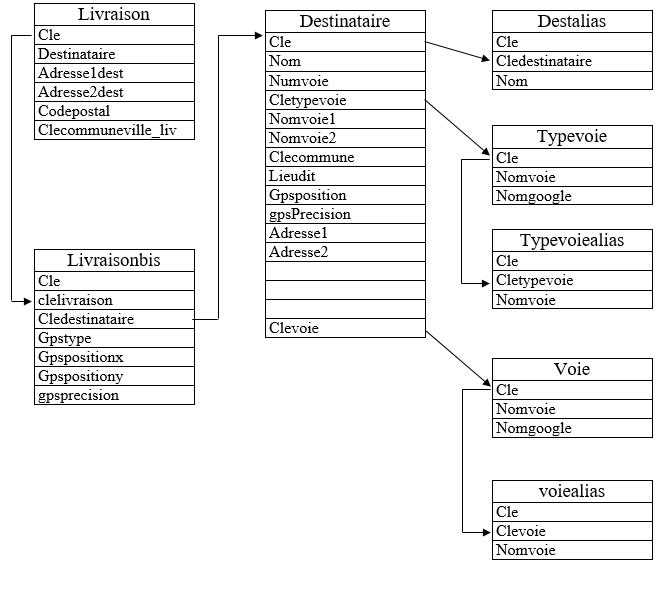 Livraison
Cle
Destinataire
Adresse1dest
Adresse2dest
Codepostal
Clecommuneville_liv
Livraisonbis
Cle
clelivraison
Cledestinataire
Gpstype
Gpspositionx
Gpspositiony
gpsprecision
Destinataire
Cle
Nom
Numvoie
Cletypevoie
Nomvoie1
Nomvoie2
Clecommune
Lieudit
Gpsposition
gpsPrecision
Adresse1
Adresse2
Clevoie
Destalias
Cle
Cledestinataire
Nom
Typevoie
Cle
Nomvoie
Nomgoogle
Typevoiealias
Cle
Cletypevoie
Nomvoie
Voie
Cle
Nomvoie
Nomgoogle
voiealias
Cle
Clevoie
Nomvoie